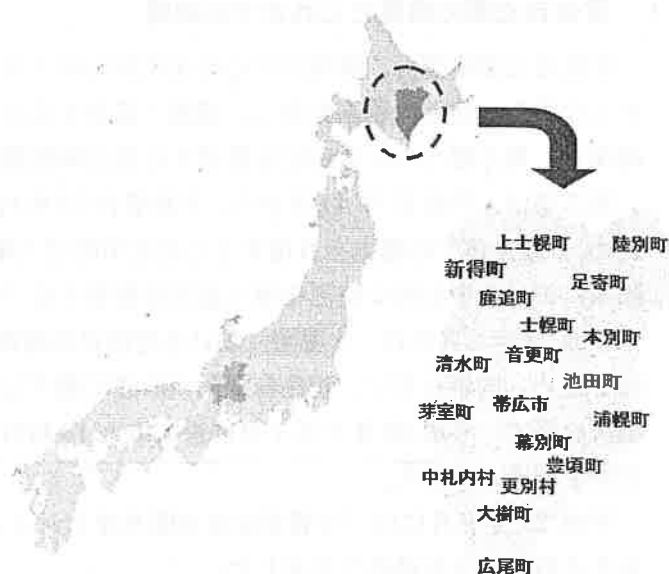 上士幌町
陸別町
新得町
足寄町
鹿追町
士幌町
本別町
音更町
清水町
池田町
帯広市
芽室町
浦幌町
幕別町
豊頃町
中札内村
更別村
大樹町
広尾町